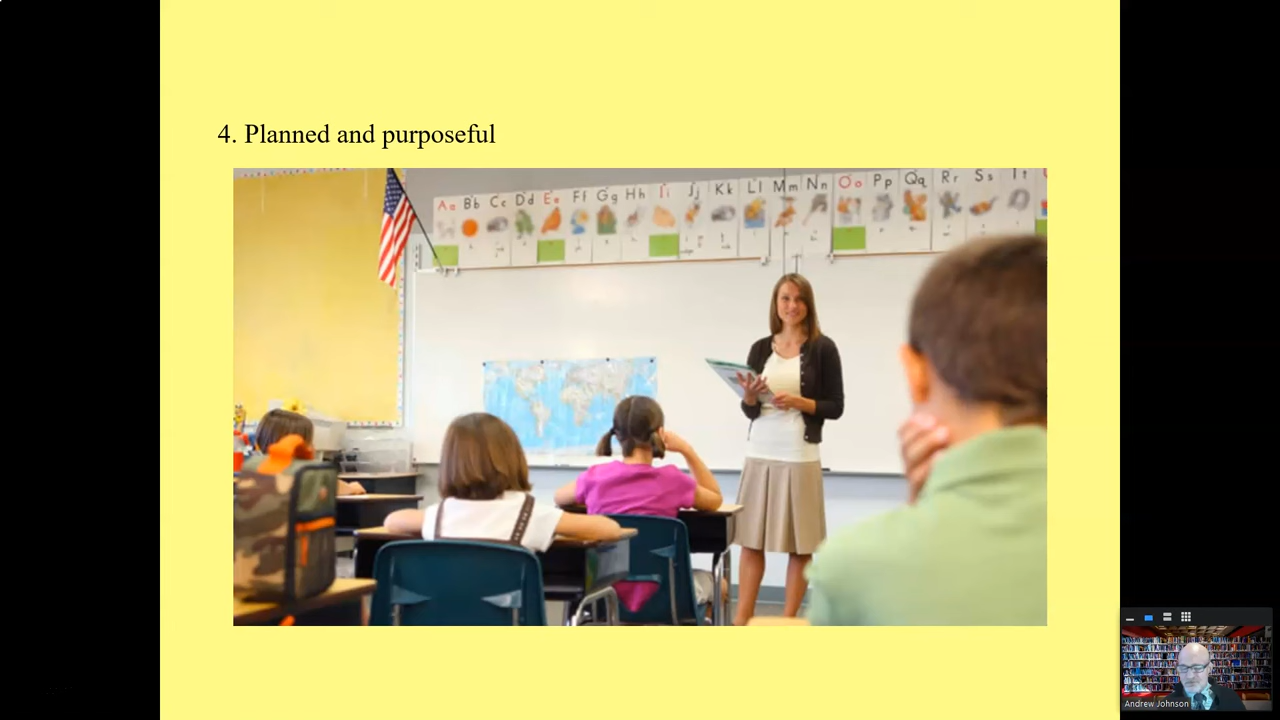 4. Planned and purposeful
Aa Bb Cc Dd Ee Ff Gg Hh Ii Jj Kk Ll Mm Nn Oo Pp Qq Rr Ss Tt
Andrew Johnson